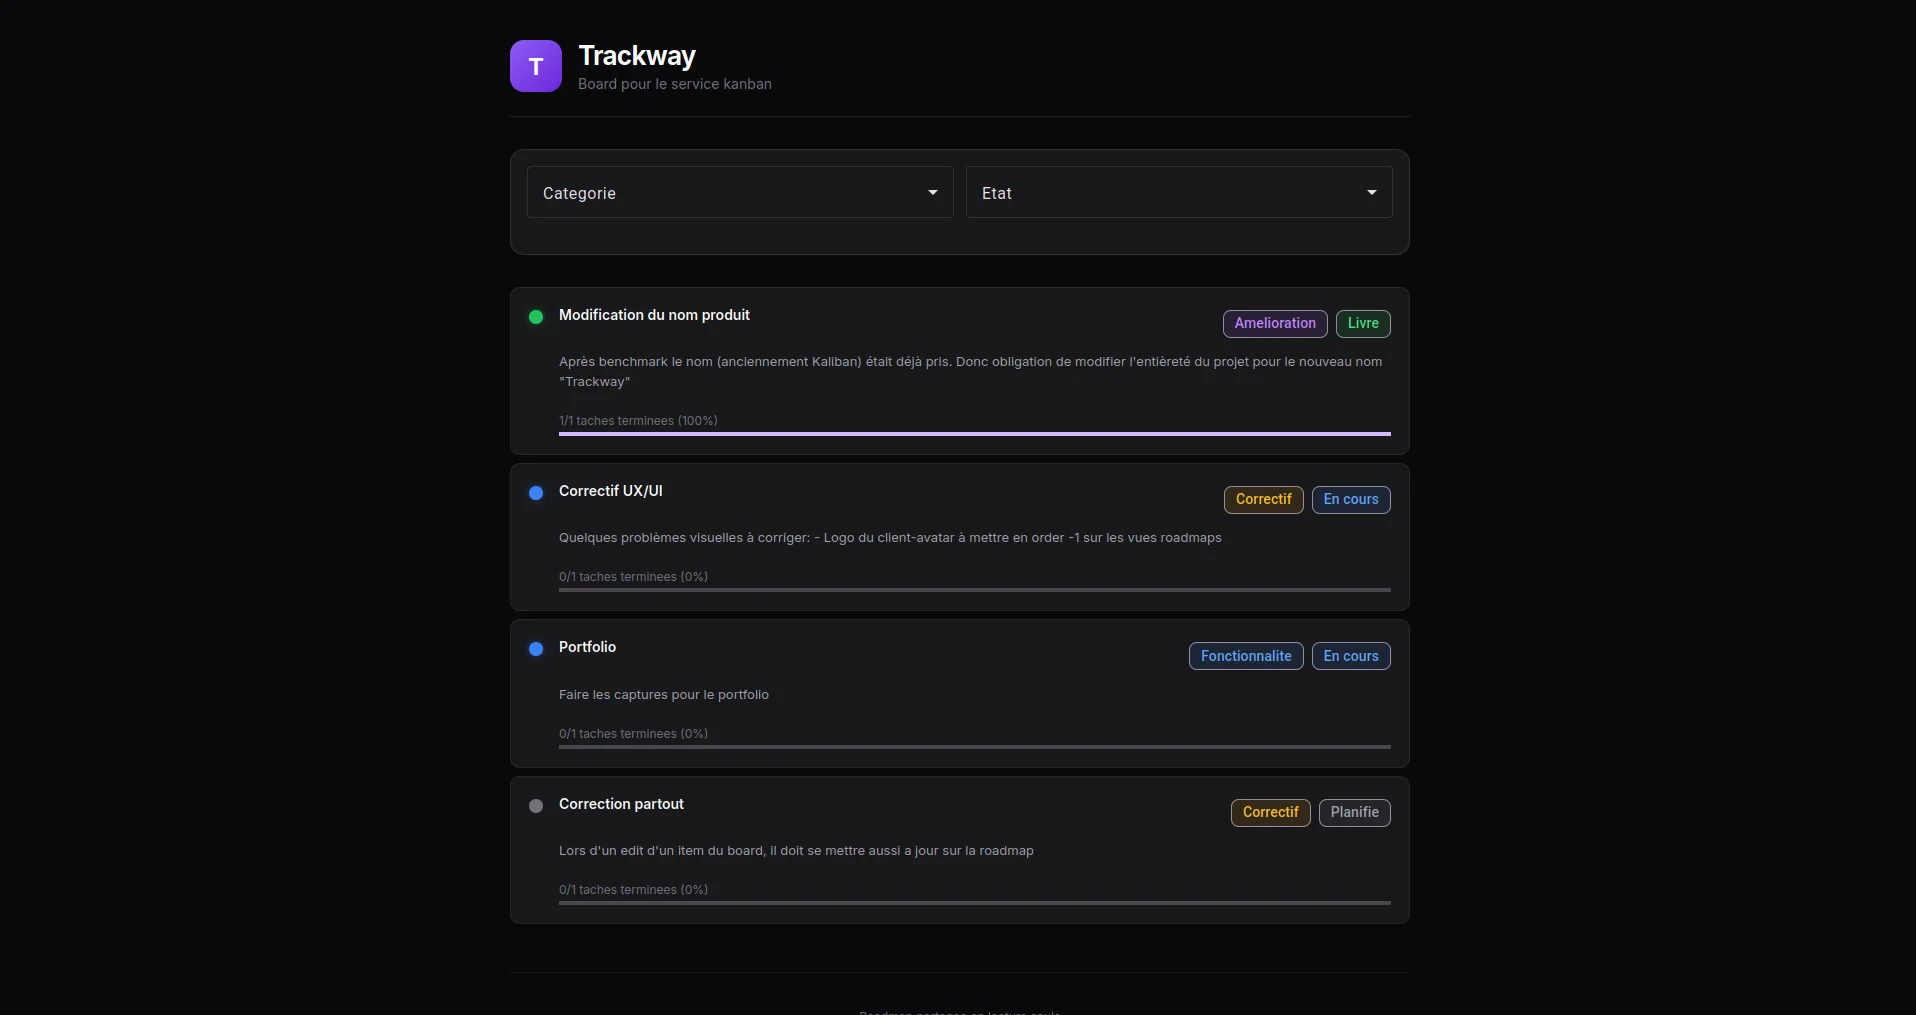 T
Trackway
Board pour le service kanban
Categorie
Etat
Modification du nom produit
Amelioration
Livre
Après benchmark le nom (anciennement Kaliban) était déjà pris. Donc obligation de modifier l'entièreté du projet pour le nouveau nom
"Trackway"
1/1 taches terminees (100%)
Correctif UX/UI
Correctif
En cours
Quelques problèmes visuelles à corriger: - Logo du client-avatar à mettre en order -1 sur les vues roadmaps
0/1 taches terminees (0%)
Portfolio
Fonctionnalite
En cours
Faire les captures pour le portfolio
0/1 taches terminees (0%)
Correction partout
Correctif
Planifie
Lors d'un edit d'un item du board, il doit se mettre aussi a jour sur la roadmap
0/1 taches terminees (0%)